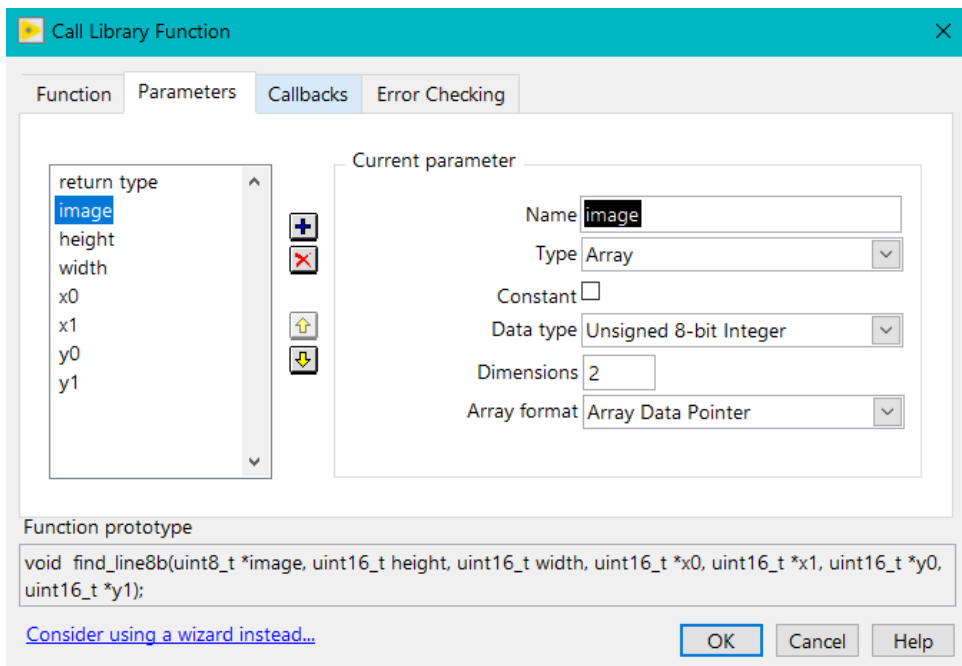 Call Library Function
Function Parameters Callbacks Error Checking
return type
image
height
width
x0
x1
y0
y1
Current parameter
Name image
Type Array
Constant
Data type Unsigned 8-bit Integer
Dimensions 2
Array format Array Data Pointer
Function prototype
void find_line8b(uint8_t *image, uint16_t height, uint16_t width, uint16_t *x0, uint16_t *x1, uint16_t *y0,
uint16_t *y1);
Consider using a wizard instead...
OK Cancel Help